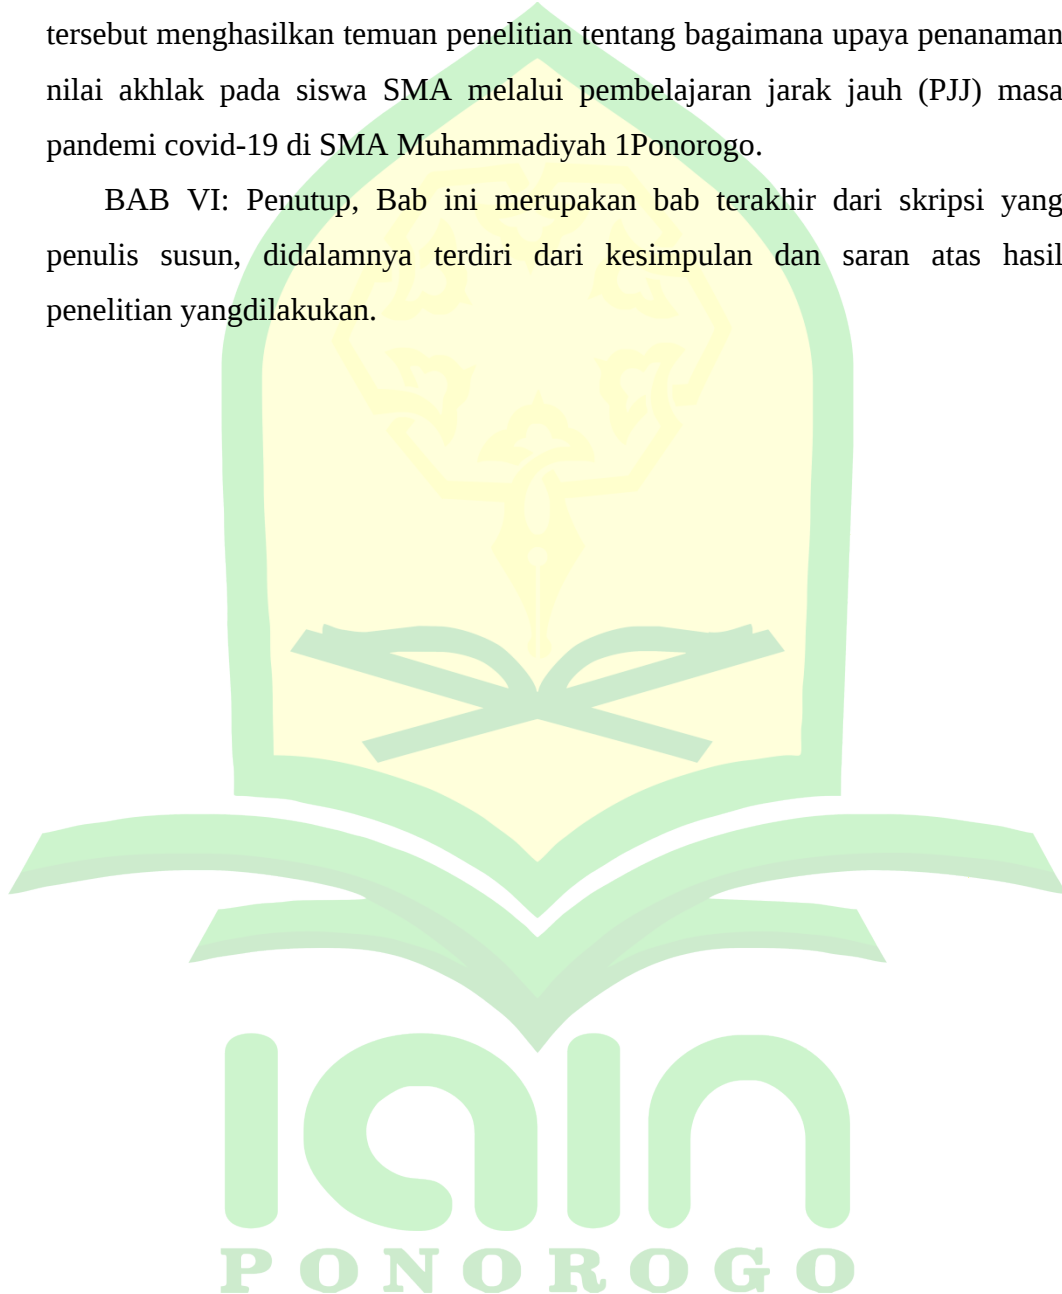 tersebut menghasilkan temuan penelitian tentang bagaimana upaya penanaman
nilai akhlak pada siswa SMA melalui pembelajaran jarak jauh (PJJ) masa
pandemi covid-19 di SMA Muhammadiyah 1Ponorogo.
BAB VI: Penutup, Bab ini merupakan bab terakhir dari skripsi yang
penulis susun, didalamnya terdiri dari kesimpulan dan saran atas hasil
penelitian yangdilakukan.
iain
PONOROGO